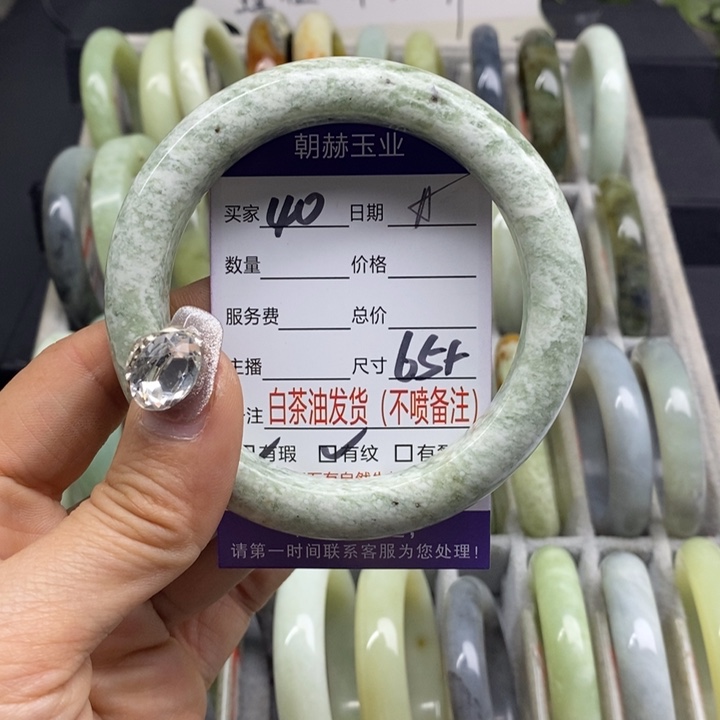 朝赫玉业
买家 40 日期 A
数量 价格
服务费 总价
主播 尺寸 65+
注 白茶油发货（不喷备注）
有瑕 ☑有纹 ☐有
请第一时间联系客服为您处理！